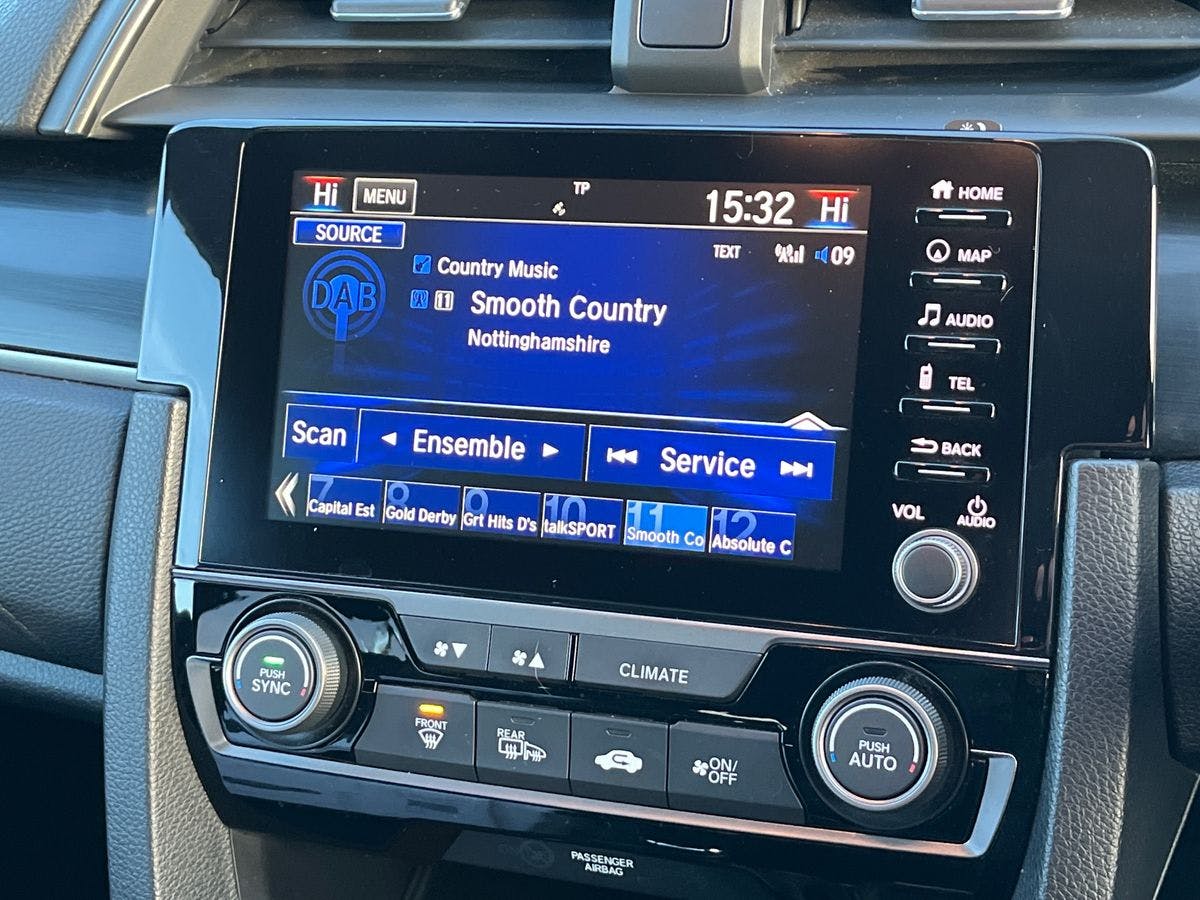 Hi MENU TP 15:32 Hi
SOURCE TEXT 09
DAB Country Music
11 Smooth Country
Nottinghamshire
Scan Ensemble Service
7 8 9 10 11 12
Capital Est Gold Derby Grt Hits D's talkSPORT Smooth Co Absolute C
HOME
MAP
AUDIO
TEL
BACK
VOL AUDIO
PUSH
SYNC
CLIMATE
FRONT
REAR
ON/
OFF
PUSH
AUTO
PASSENGER
AIRBAG